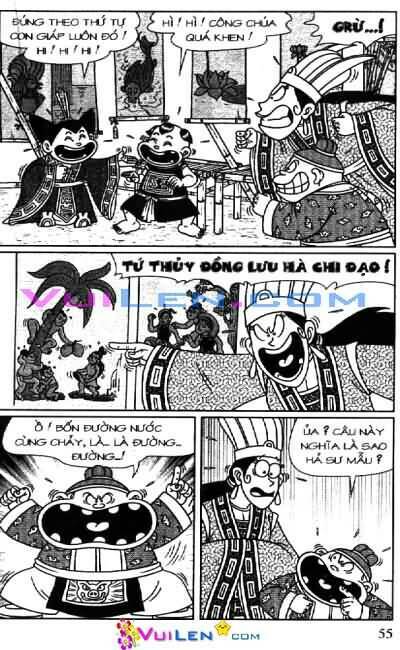 ĐÚNG THEO THỨ TỰ
CON GIÁP LUÔN ĐÓ!
HI! HI! HI!
HÌ! HÌ! CÔNG CHÚA
QUÁ KHEN!
GRỪ...!
TỨ THỦY ĐỒNG LƯU HÀ CHI ĐẠO!
VUILEN.COM
Ồ! BỐN ĐƯỜNG NƯỚC
CÙNG CHẢY, LÀ... LÀ ĐƯỜNG...
ĐƯỜNG...!
ỦA? CÂU NÀY
NGHĨA LÀ SAO
HẢ SƯ MẪU?
55
VUILEN.COM